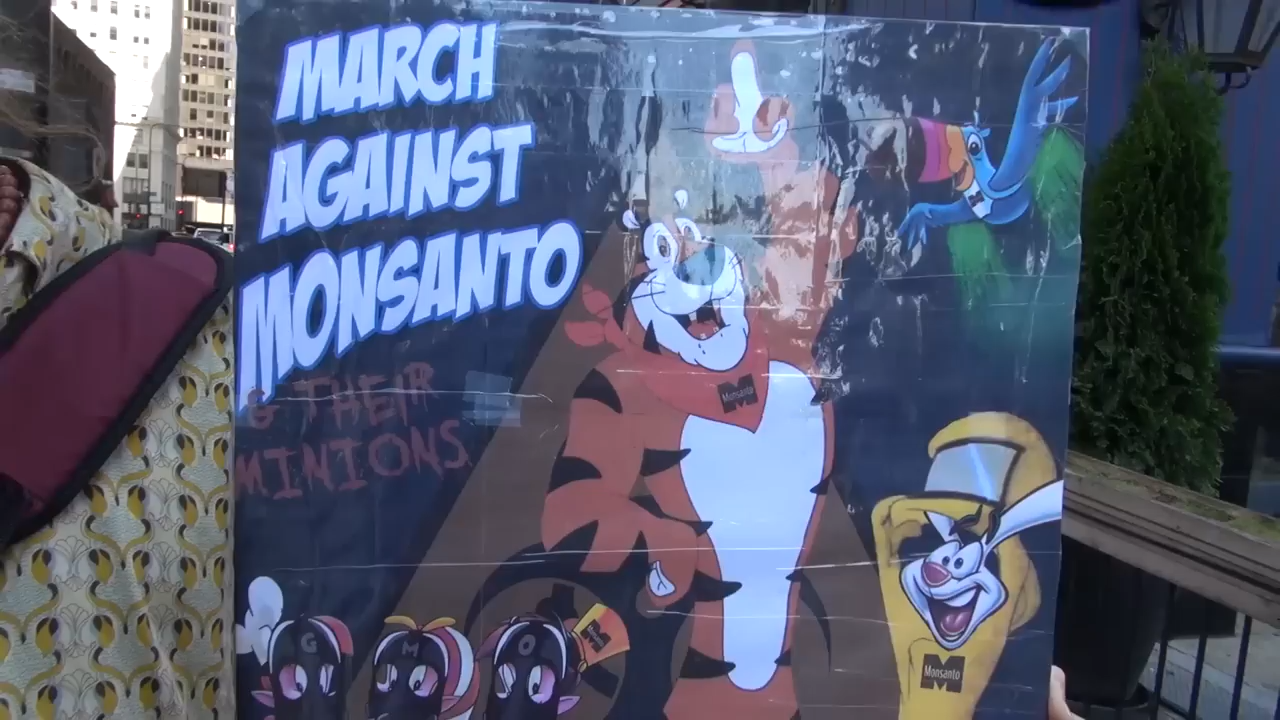 MARCH
AGAINST
MONSANTO
& THEIR
MINIONS
Monsanto
G M O
Monsanto